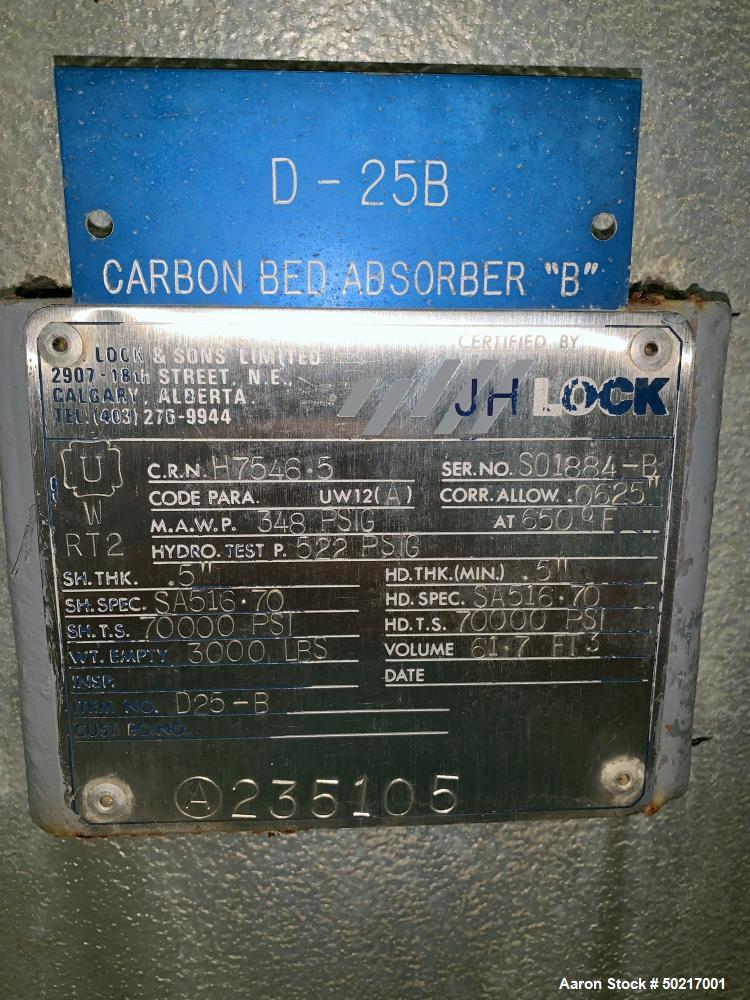 D - 25B
CARBON BED ABSORBER "B"
LOCK & SONS LIMITED
2907 - 18th STREET, N.E.,
CALGARY, ALBERTA.
TEL. (403) 276-9944
CERTIFIED BY
JH LOCK
U
W
RT2
C.R.N. H7546.5
SER. NO. S01884-B
CODE PARA. UW12(A)
CORR. ALLOW. .0625"
M.A.W.P. 348 PSIG AT 650°F
HYDRO. TEST P. 522 PSIG
SH. THK. .5"
HD. THK. (MIN.) .5"
SH. SPEC. SA516.70
HD. SPEC. SA516.70
SH. T.S. 70000 PSI
HD. T.S. 70000 PSI
WT. EMPTY 3000 LBS
VOLUME 61.7 FT3
INSP.
DATE
ITEM NO. D25-B
CUST. P.O. NO.
A 235105
Aaron Stock # 50217001